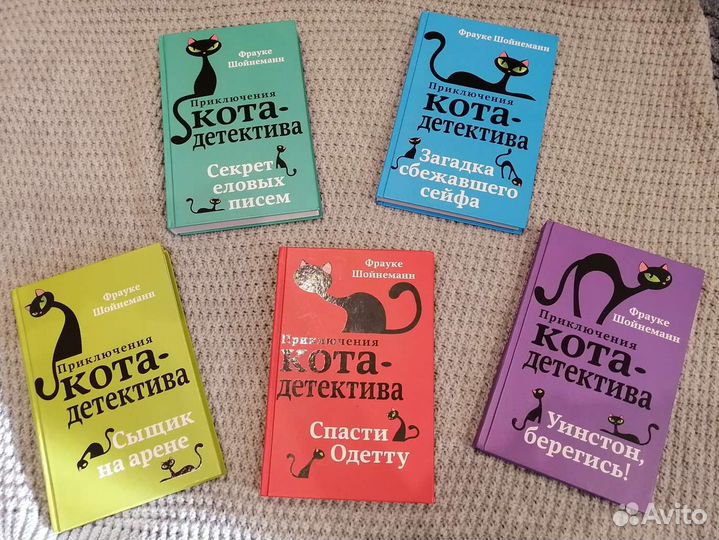 Фрауке
Шойнеманн
Приключения
кота-
детектива
Секрет
еловых
писем
Фрауке Шойнеманн
Приключения
кота-
детектива
Загадка
сбежавшего
сейфа
Фрауке
Шойнеманн
Приключения
кота-
детектива
Сыщик
на арене
Фрауке
Шойнеманн
Приключения
кота-
детектива
Спасти
Одетту
Фрауке
Шойнеманн
Приключения
кота-
детектива
Уинстон,
берегись!
Avito